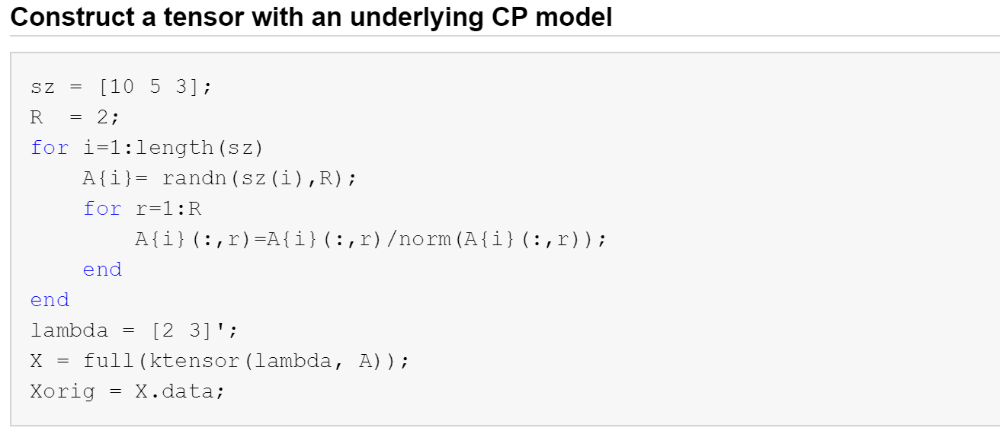 Construct a tensor with an underlying CP model
sz = [10 5 3];
R  = 2;
for i=1:length(sz)
    A{i}= randn(sz(i),R);
    for r=1:R
        A{i}(:,r)=A{i}(:,r)/norm(A{i}(:,r));
    end
end
lambda = [2 3]';
X = full(ktensor(lambda, A));
Xorig = X.data;